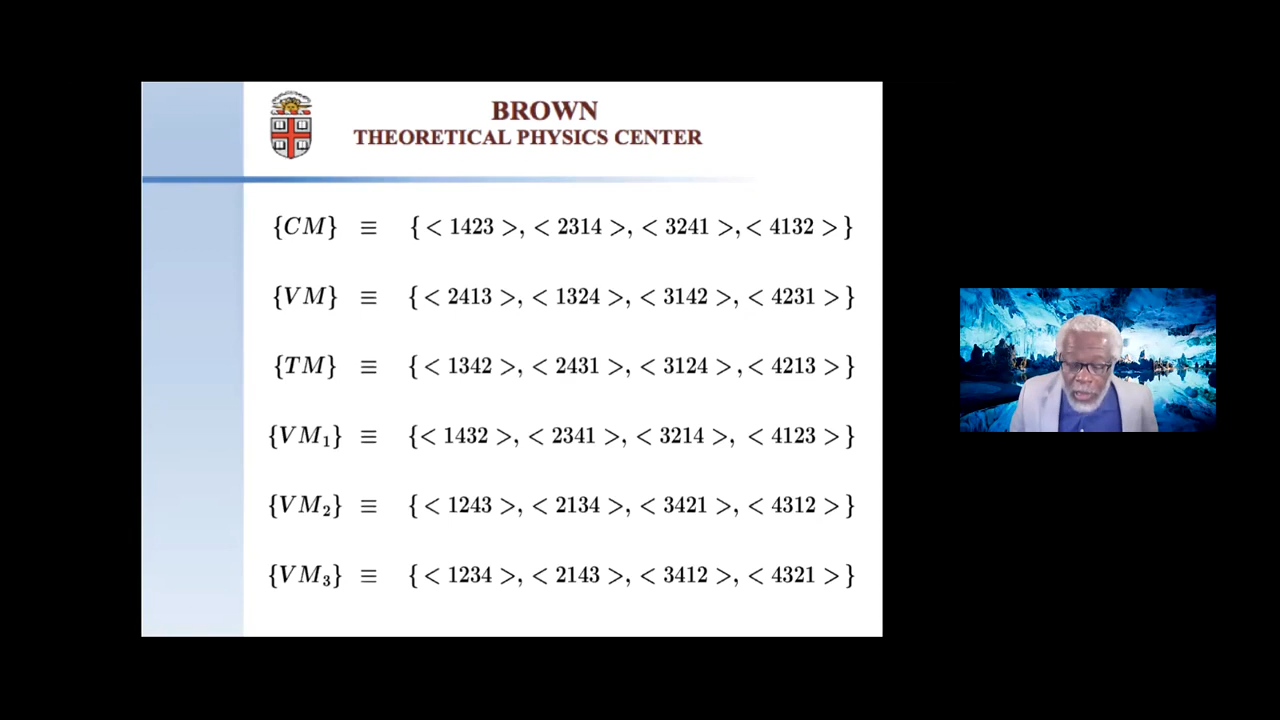 BROWN
THEORETICAL PHYSICS CENTER
{CM} ≡ {< 1423 >, < 2314 >, < 3241 >, < 4132 >}
{VM} ≡ {< 2413 >, < 1324 >, < 3142 >, < 4231 >}
{TM} ≡ {< 1342 >, < 2431 >, < 3124 >, < 4213 >}
{VM₁} ≡ {< 1432 >, < 2341 >, < 3214 >, < 4123 >}
{VM₂} ≡ {< 1243 >, < 2134 >, < 3421 >, < 4312 >}
{VM₃} ≡ {< 1234 >, < 2143 >, < 3412 >, < 4321 >}